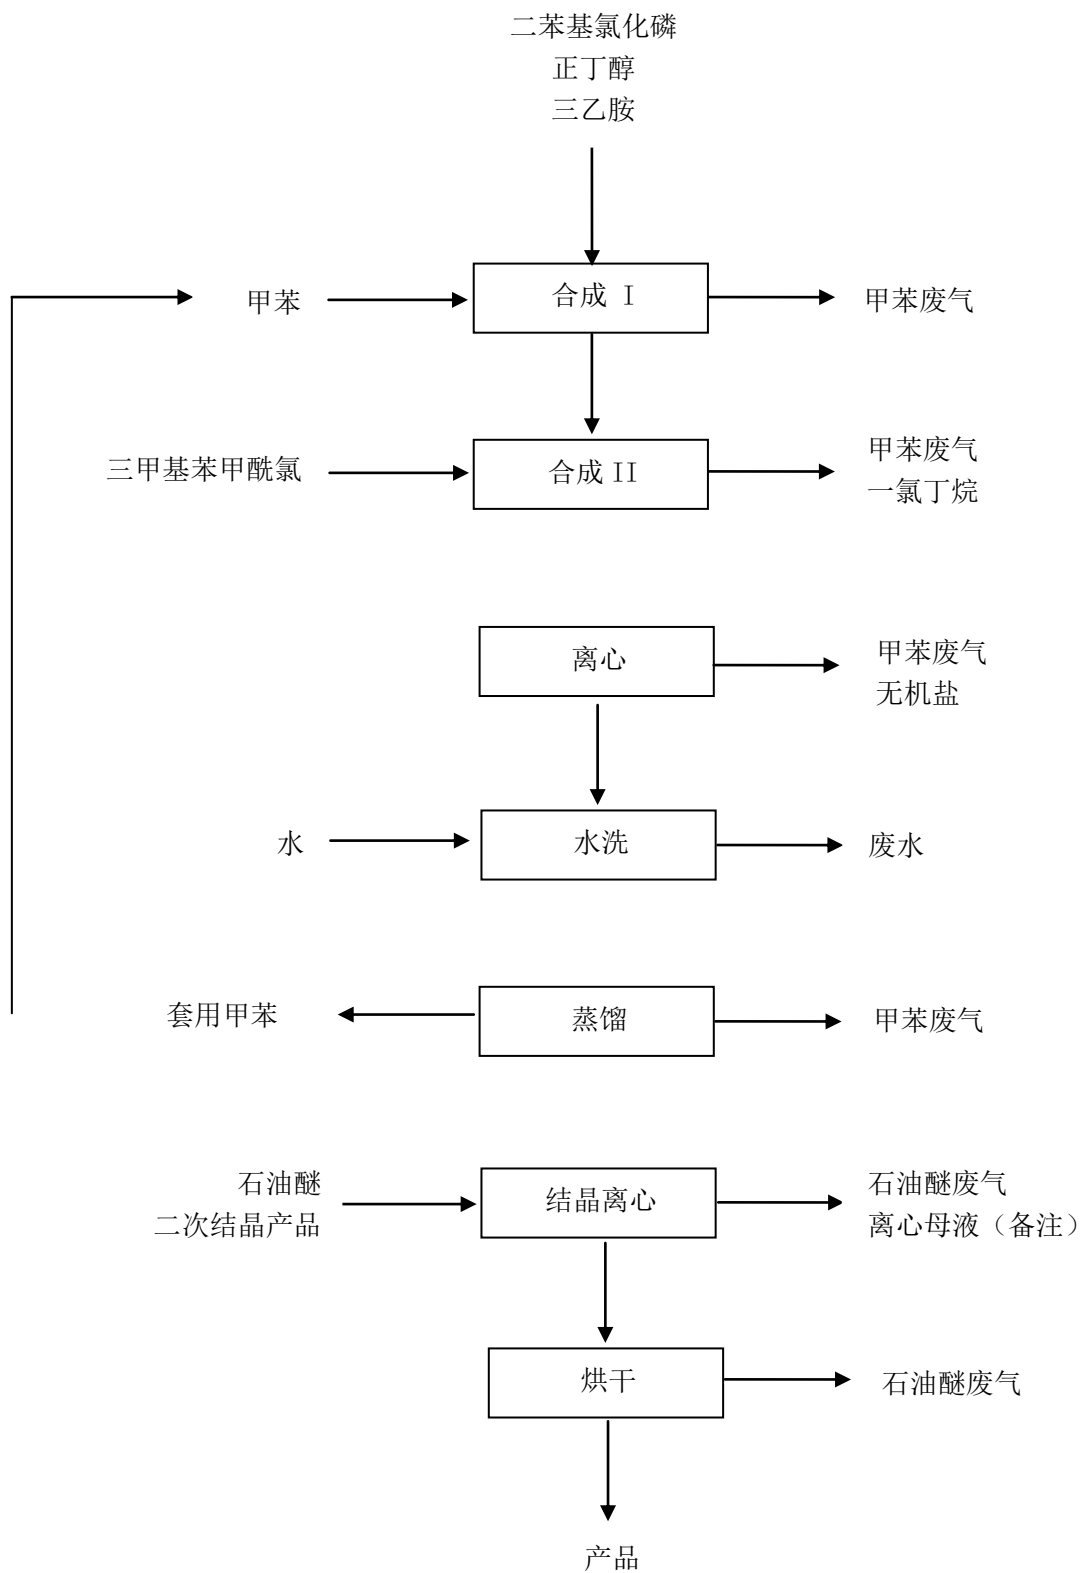 二苯基氯化磷
正丁醇
三乙胺
甲苯
合成 I
甲苯废气
三甲基苯甲酰氯
合成 II
甲苯废气
一氯丁烷
离心
甲苯废气
无机盐
水
水洗
废水
套用甲苯
蒸馏
甲苯废气
石油醚
二次结晶产品
结晶离心
石油醚废气
离心母液（备注）
烘干
石油醚废气
产品